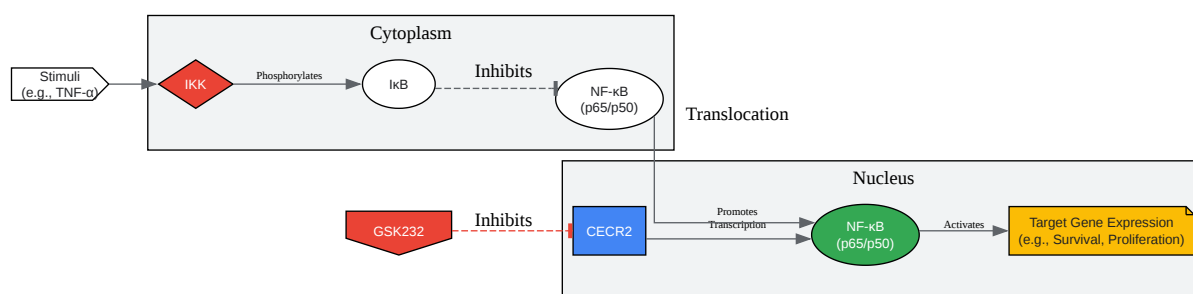 Cytoplasm
Stimuli
(e.g., TNF-α)
IKK
Phosphorylates
IκB
Inhibits
NF-κB
(p65/p50)
Translocation
Nucleus
GSK232
Inhibits
CECR2
Promotes
Transcription
NF-κB
(p65/p50)
Activates
Target Gene Expression
(e.g., Survival, Proliferation)